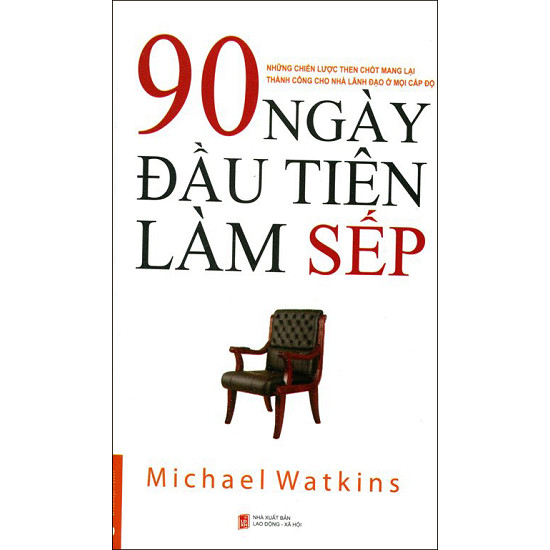 NHỮNG CHIẾN LƯỢC THEN CHỐT MANG LẠI
THÀNH CÔNG CHO NHÀ LÃNH ĐẠO Ở MỌI CẤP ĐỘ
90 NGÀY
ĐẦU TIÊN
LÀM SẾP
Michael Watkins
NHÀ XUẤT BẢN
LAO ĐỘNG - XÃ HỘI